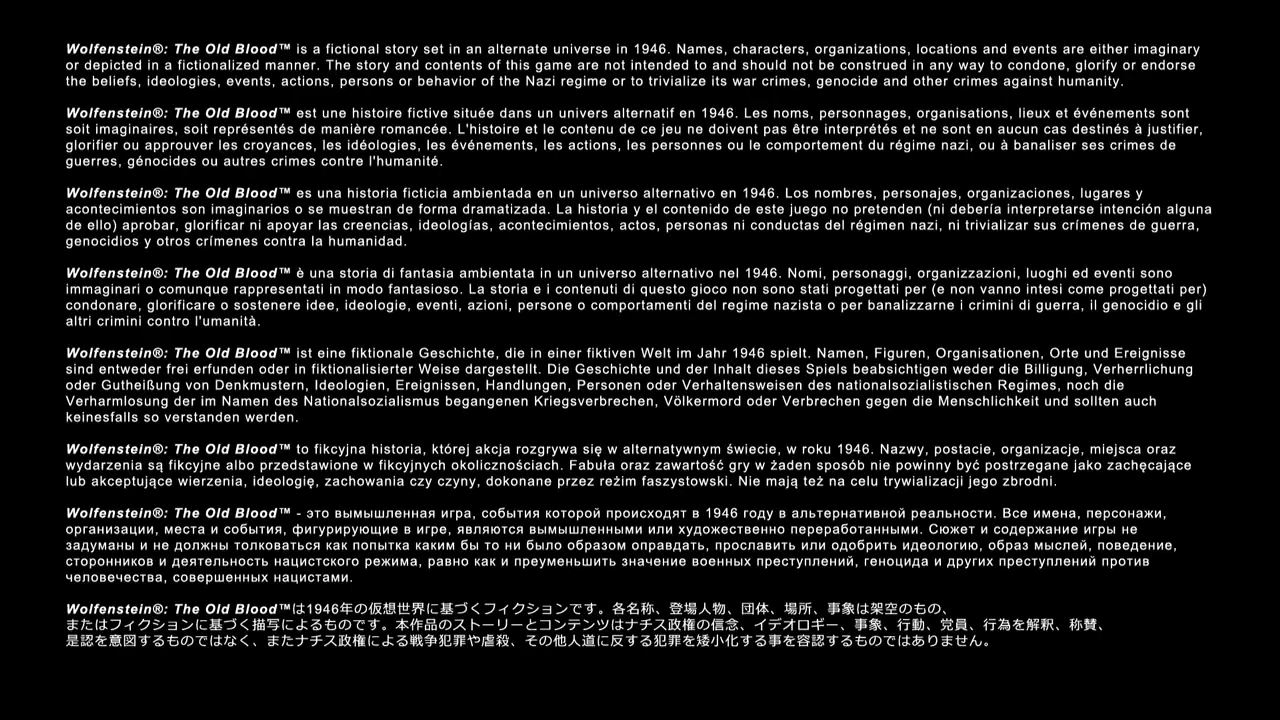 Wolfenstein®: The Old Blood™ is a fictional story set in an alternate universe in 1946. Names, characters, organizations, locations and events are either imaginary
or depicted in a fictionalized manner. The story and contents of this game are not intended to and should not be construed in any way to condone, glorify or endorse
the beliefs, ideologies, events, actions, persons or behavior of the Nazi regime or to trivialize its war crimes, genocide and other crimes against humanity.
Wolfenstein®: The Old Blood™ est une histoire fictive située dans un univers alternatif en 1946. Les noms, personnages, organisations, lieux et événements sont
soit imaginaires, soit représentés de manière romancée. L'histoire et le contenu de ce jeu ne doivent pas être interprétés et ne sont en aucun cas destinés à justifier,
glorifier ou approuver les croyances, les idéologies, les événements, les actions, les personnes ou le comportement du régime nazi, ou à banaliser ses crimes de
guerres, génocides ou autres crimes contre l'humanité.
Wolfenstein®: The Old Blood™ es una historia ficticia ambientada en un universo alternativo en 1946. Los nombres, personajes, organizaciones, lugares y
acontecimientos son imaginarios o se muestran de forma dramatizada. La historia y el contenido de este juego no pretenden (ni debería interpretarse intención alguna
de ello) aprobar, glorificar ni apoyar las creencias, ideologías, acontecimientos, actos, personas ni conductas del régimen nazi, ni trivializar sus crímenes de guerra,
genocidios y otros crímenes contra la humanidad.
Wolfenstein®: The Old Blood™ è una storia di fantasia ambientata in un universo alternativo nel 1946. Nomi, personaggi, organizzazioni, luoghi ed eventi sono
immaginari o comunque rappresentati in modo fantasioso. La storia e i contenuti di questo gioco non sono stati progettati per (e non vanno intesi come progettati per)
condonare, glorificare o sostenere idee, ideologie, eventi, azioni, persone o comportamenti del regime nazista o per banalizzarne i crimini di guerra, il genocidio e gli
altri crimini contro l'umanità.
Wolfenstein®: The Old Blood™ ist eine fiktionale Geschichte, die in einer fiktiven Welt im Jahr 1946 spielt. Namen, Figuren, Organisationen, Orte und Ereignisse
sind entweder frei erfunden oder in fiktionalisierter Weise dargestellt. Die Geschichte und der Inhalt dieses Spiels beabsichtigen weder die Billigung, Verherrlichung
oder Gutheißung von Denkmustern, Ideologien, Ereignissen, Handlungen, Personen oder Verhaltensweisen des nationalsozialistischen Regimes, noch die
Verharmlosung der im Namen des Nationalsozialismus begangenen Kriegsverbrechen, Völkermord oder Verbrechen gegen die Menschlichkeit und sollten auch
keinesfalls so verstanden werden.
Wolfenstein®: The Old Blood™ to fikcyjna historia, której akcja rozgrywa się w alternatywnym świecie, w roku 1946. Nazwy, postacie, organizacje, miejsca oraz
wydarzenia są fikcyjne albo przedstawione w fikcyjnych okolicznościach. Fabuła oraz zawartość gry w żaden sposób nie powinny być postrzegane jako zachęcające
lub akceptujące wierzenia, ideologię, zachowania czy czyny, dokonane przez reżim faszystowski. Nie mają też na celu trywializacji jego zbrodni.
Wolfenstein®: The Old Blood™ - это вымышленная игра, события которой происходят в 1946 году в альтернативной реальности. Все имена, персонажи,
организации, места и события, фигурирующие в игре, являются вымышленными или художественно переработанными. Сюжет и содержание игры не
задуманы и не должны толковаться как попытка каким бы то ни было образом оправдать, прославить или одобрить идеологию, образ мыслей, поведение,
сторонников и деятельность нацистского режима, равно как и преуменьшить значение военных преступлений, геноцида и других преступлений против
человечества, совершенных нацистами.
Wolfenstein®: The Old Blood™は1946年の仮想世界に基づくフィクションです。各名称、登場人物、団体、場所、事象は架空のもの、
またはフィクションに基づく描写によるものです。本作品のストーリーとコンテンツはナチス政権の信念、イデオロギー、事象、行動、党員、行為を解釈、称賛、
是認を意図するものではなく、またナチス政権による戦争犯罪や虐殺、その他人道に反する犯罪を矮小化する事を容認するものではありません。